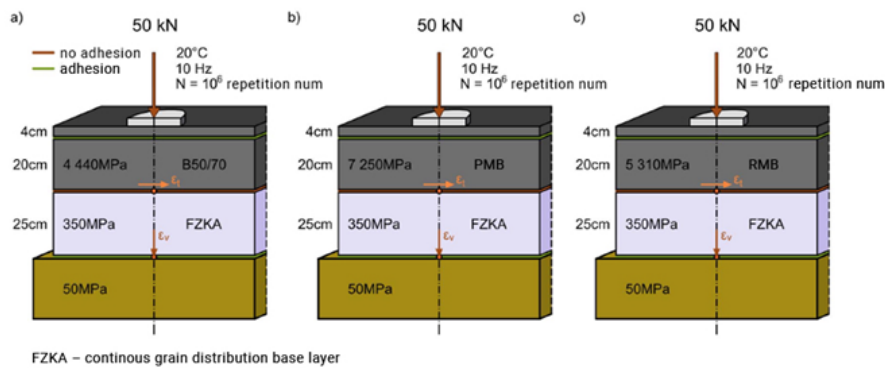 a)
50 kN
no adhesion
adhesion
20°C
10 Hz
N = 10⁶ repetition num
4cm
20cm
4 440MPa
B50/70
εt
25cm
350MPa
FZKA
εv
50MPa
b)
50 kN
20°C
10 Hz
N = 10⁶ repetition num
4cm
20cm
7 250MPa
PMB
εt
25cm
350MPa
FZKA
εv
50MPa
c)
50 kN
20°C
10 Hz
N = 10⁶ repetition num
4cm
20cm
5 310MPa
RMB
εt
25cm
350MPa
FZKA
εv
50MPa
FZKA – continous grain distribution base layer